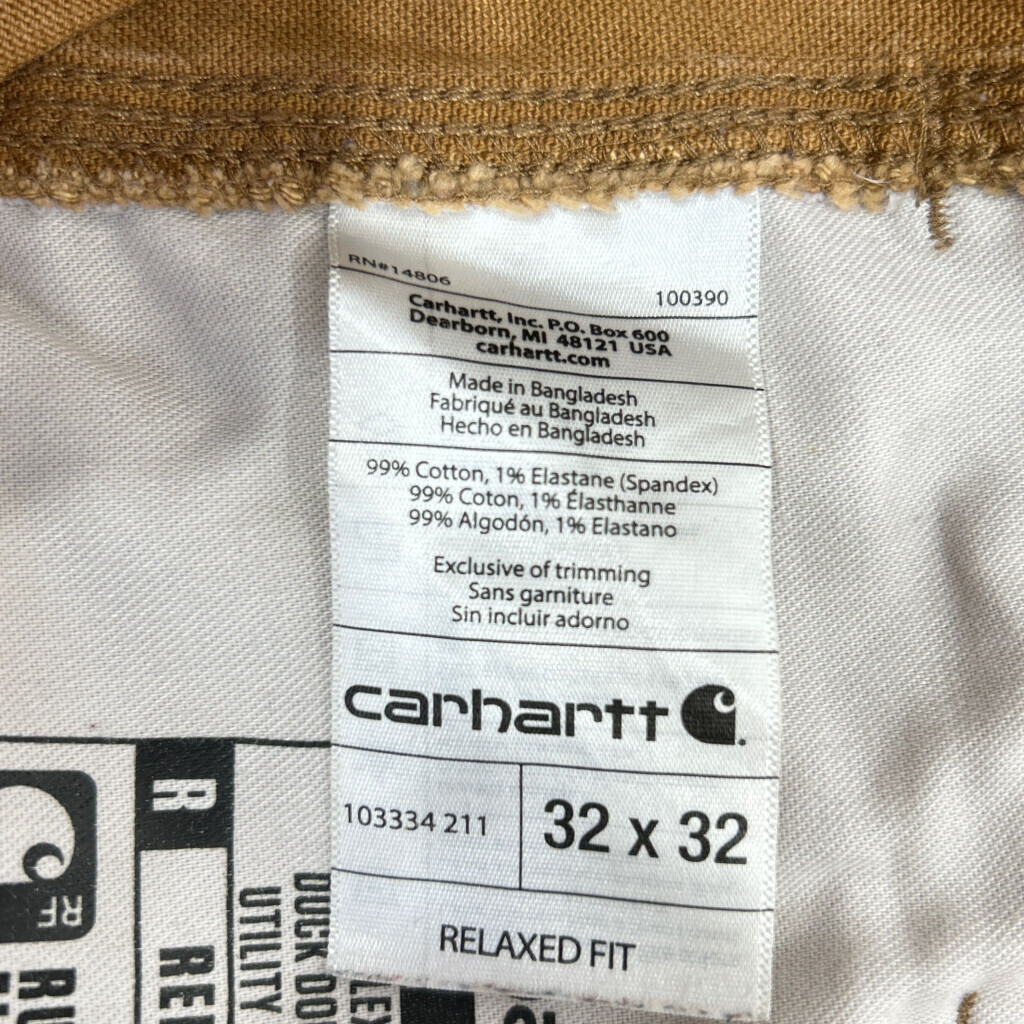 RN#14806
100390
Carhartt, Inc. P.O. Box 600
Dearborn, MI 48121 USA
carhartt.com
Made in Bangladesh
Fabriqué au Bangladesh
Hecho en Bangladesh
99% Cotton, 1% Elastane (Spandex)
99% Coton, 1% Élasthanne
99% Algodón, 1% Elastano
Exclusive of trimming
Sans garniture
Sin incluir adorno
carhartt
103334 211
32 x 32
RELAXED FIT
R
RF
DUCK
UTILITY